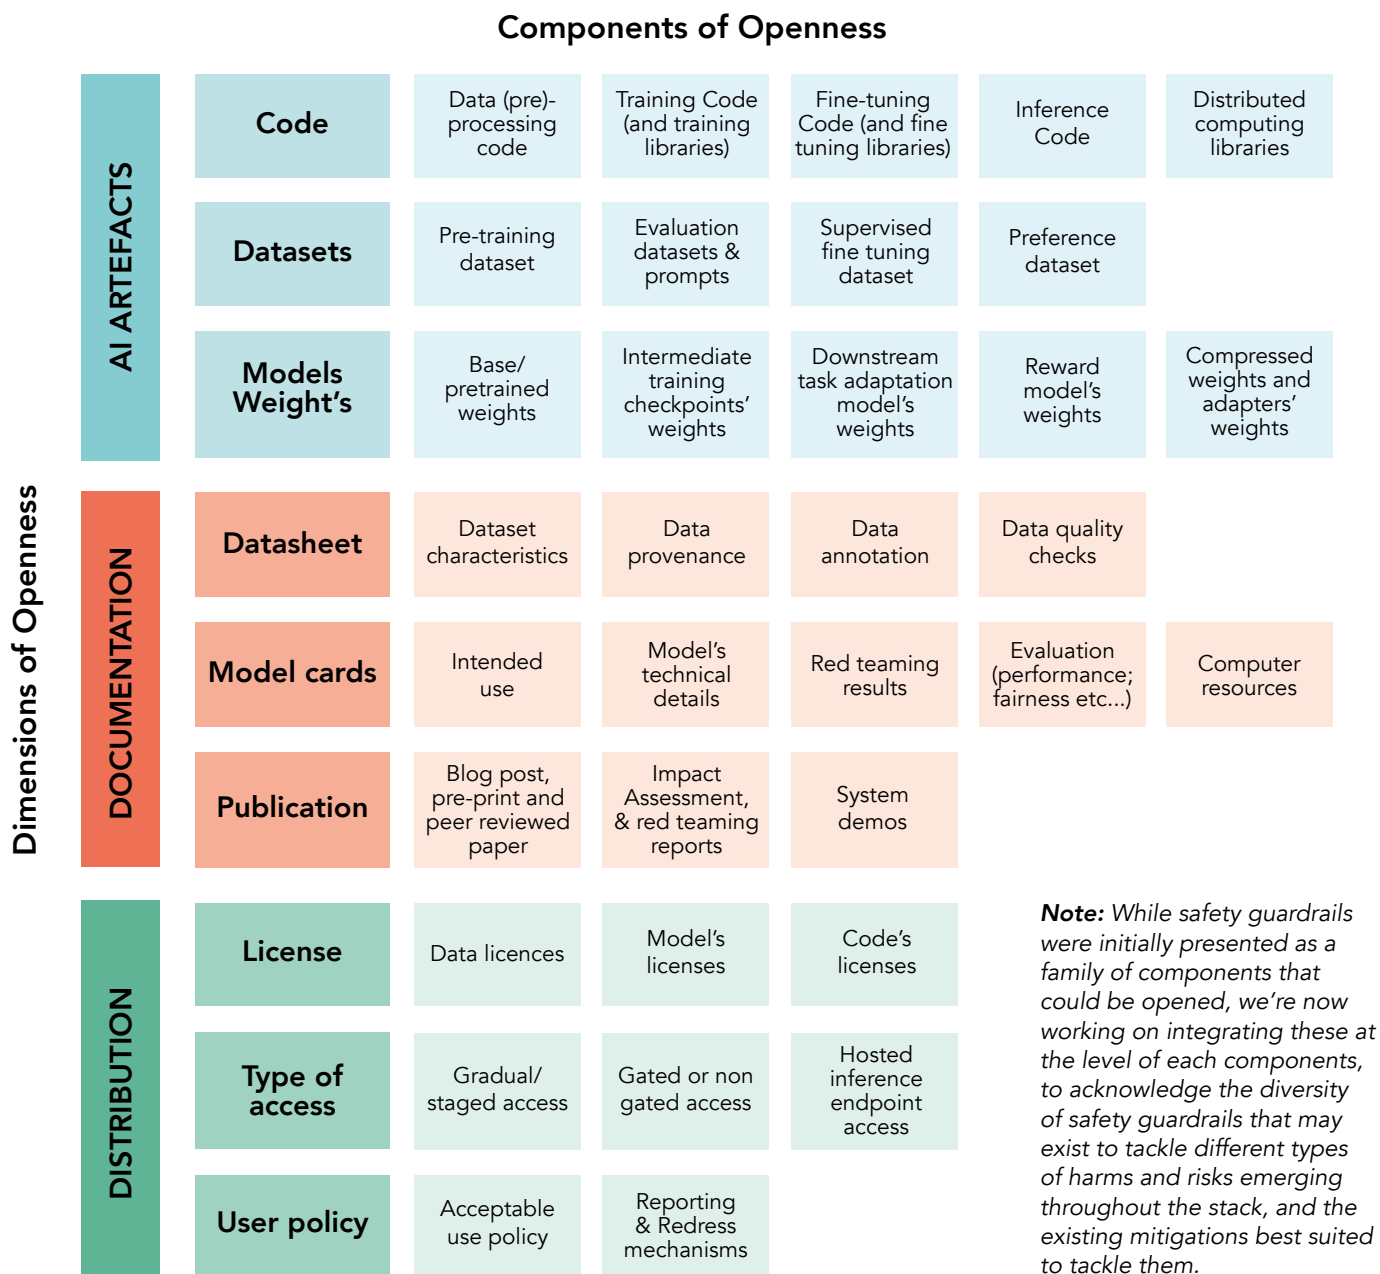 Components of Openness
Dimensions of Openness
AI ARTEFACTS
Code
Data (pre)-
processing
code
Training Code
(and training
libraries)
Fine-tuning
Code (and fine
tuning libraries)
Inference
Code
Distributed
computing
libraries
Datasets
Pre-training
dataset
Evaluation
datasets &
prompts
Supervised
fine tuning
dataset
Preference
dataset
Models
Weight's
Base/
pretrained
weights
Intermediate
training
checkpoints'
weights
Downstream
task adaptation
model's
weights
Reward
model's
weights
Compressed
weights and
adapters'
weights
DOCUMENTATION
Datasheet
Dataset
characteristics
Data
provenance
Data
annotation
Data quality
checks
Model cards
Intended
use
Model's
technical
details
Red teaming
results
Evaluation
(performance;
fairness etc...)
Computer
resources
Publication
Blog post,
pre-print and
peer reviewed
paper
Impact
Assessment,
& red teaming
reports
System
demos
DISTRIBUTION
License
Data licences
Model's
licenses
Code's
licenses
Type of
access
Gradual/
staged access
Gated or non
gated access
Hosted
inference
endpoint
access
User policy
Acceptable
use policy
Reporting
& Redress
mechanisms
Note: While safety guardrails
were initially presented as a
family of components that
could be opened, we're now
working on integrating these at
the level of each components,
to acknowledge the diversity
of safety guardrails that may
exist to tackle different types
of harms and risks emerging
throughout the stack, and the
existing mitigations best suited
to tackle them.